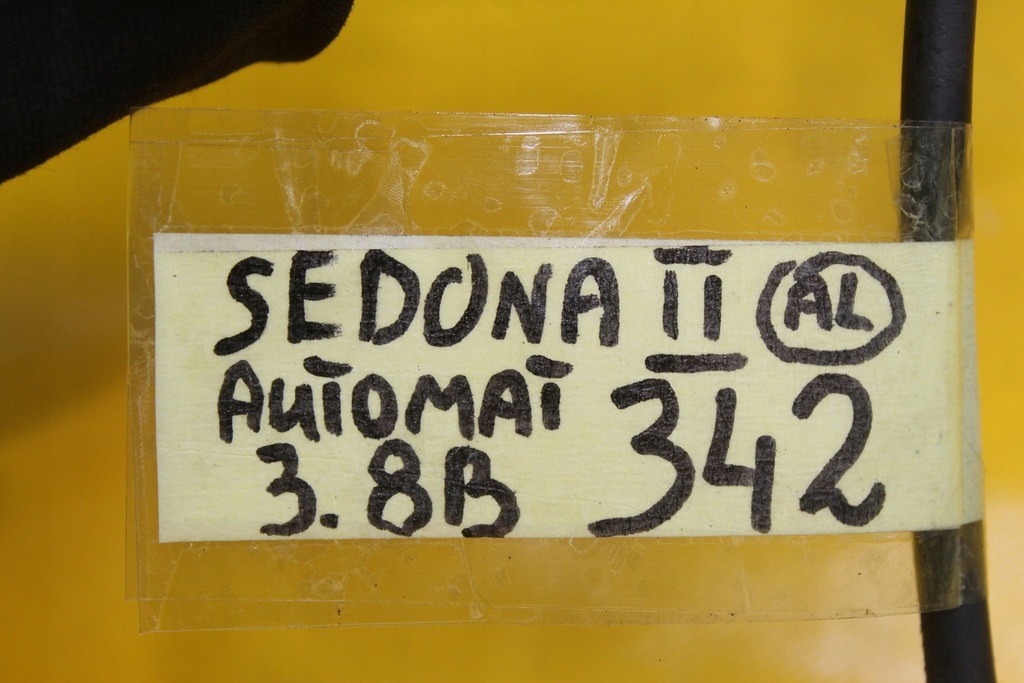 SEDONA II AL
AUTOMAT 342
3.8B